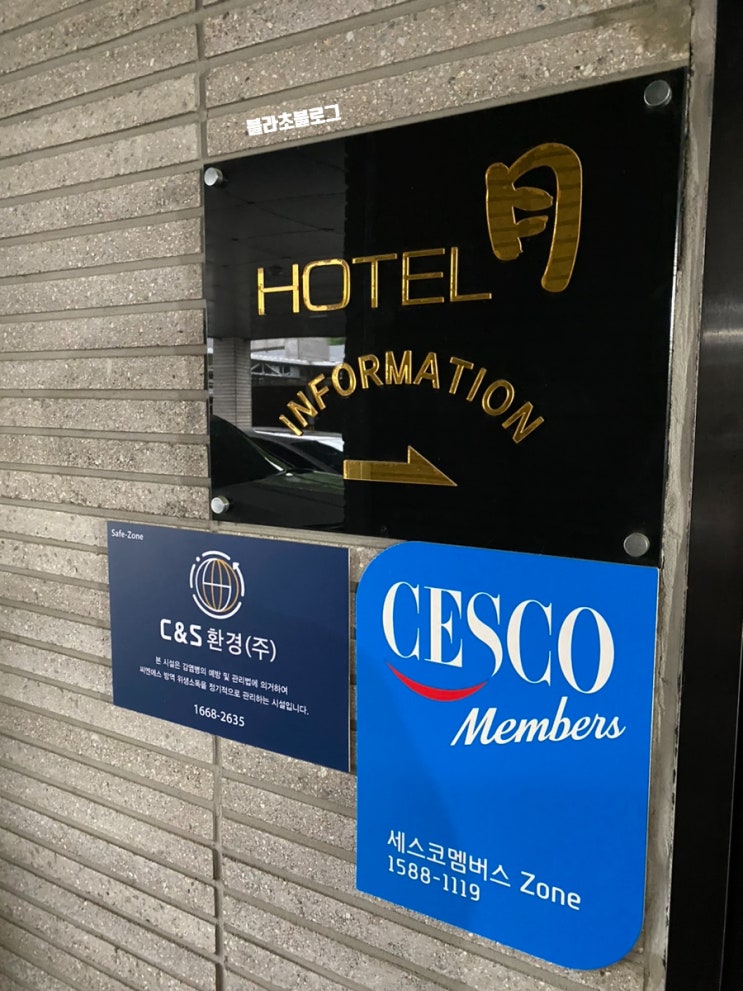 블라초블로그
HOTEL 月
INFORMATION
Safe-Zone
C&S 환경(주)
본 시설은 감염병의 예방 및 관리법에 의거하여
씨엔에스 방역 위생소독을 정기적으로 관리하는 시설입니다.
1668-2635
CESCO
Members
세스코멤버스 Zone
1588-1119